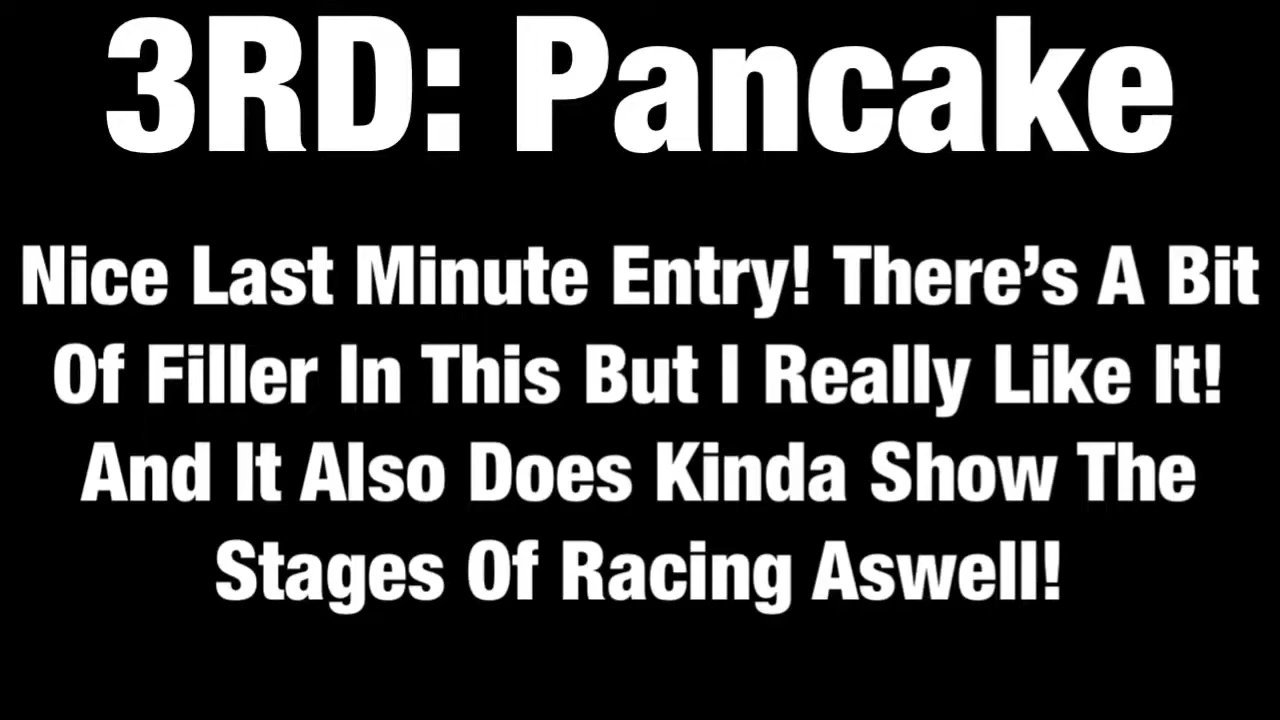 3RD: Pancake
Nice Last Minute Entry! There’s A Bit
Of Filler In This But I Really Like It!
And It Also Does Kinda Show The
Stages Of Racing Aswell!